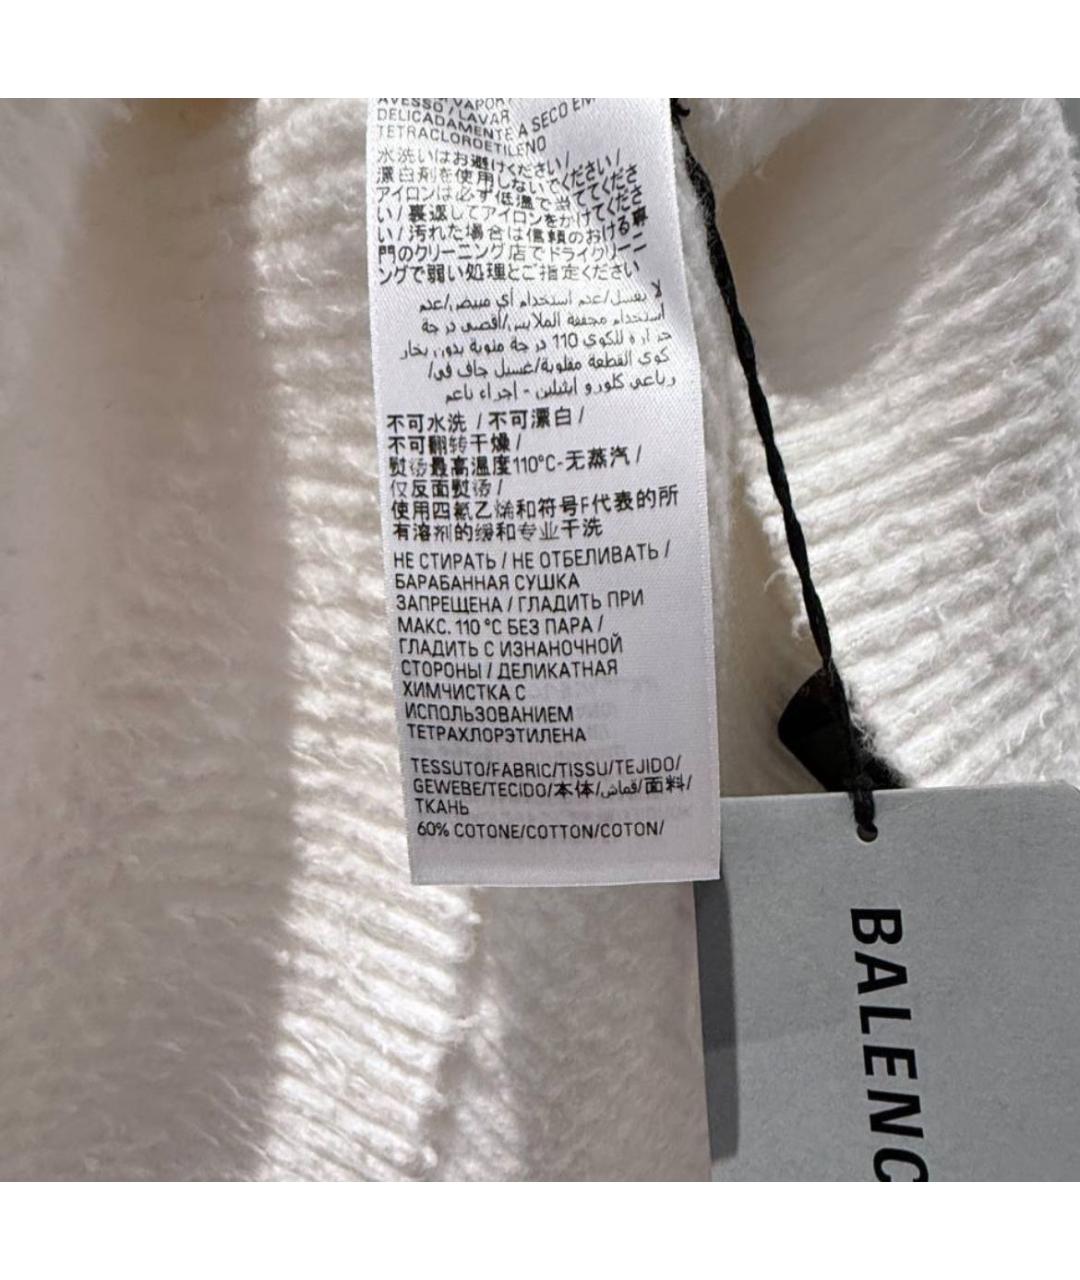 AVESSO / LAVAR
DELICADAMENTE A SECO EM
TETRACLOROETILENO
水洗いはお避けください/
漂白剤を使用しないでください/
アイロンは必ず低温で当ててくださ
い/裏返してアイロンをかけてくださ
い/汚れた場合は信頼のおける専
門のクリーニング店でドライクリーニ
ングで弱い処理とご指定ください
لا يغسل/عدم استخدام أي مبيض/عدم
استخدام مجففة الملابس/أقصى درجة
حرارة للكوي 110 درجة مئوية بدون بخار
كوي القطعة مقلوبة/غسيل جاف في/
رباعي كلورو ايثيلين - اجراء ناعم
不可水洗 / 不可漂白 /
不可翻转干燥 /
熨烫最高温度110°C-无蒸汽 /
仅反面熨烫 /
使用四氯乙烯和符号F代表的所
有溶剂的缓和专业干洗
НЕ СТИРАТЬ / НЕ ОТБЕЛИВАТЬ /
БАРАБАННАЯ СУШКА
ЗАПРЕЩЕНА / ГЛАДИТЬ ПРИ
МАКС. 110 °C БЕЗ ПАРА /
ГЛАДИТЬ С ИЗНАНОЧНОЙ
СТОРОНЫ / ДЕЛИКАТНАЯ
ХИМЧИСТКА С
ИСПОЛЬЗОВАНИЕМ
ТЕТРАХЛОРЭТИЛЕНА
TESSUTO/FABRIC/TISSU/TEJIDO/
GEWEBE/TECIDO/本体/قماش/面料/
ТКАНЬ
60% COTONE/COTTON/COTON/
BALENC